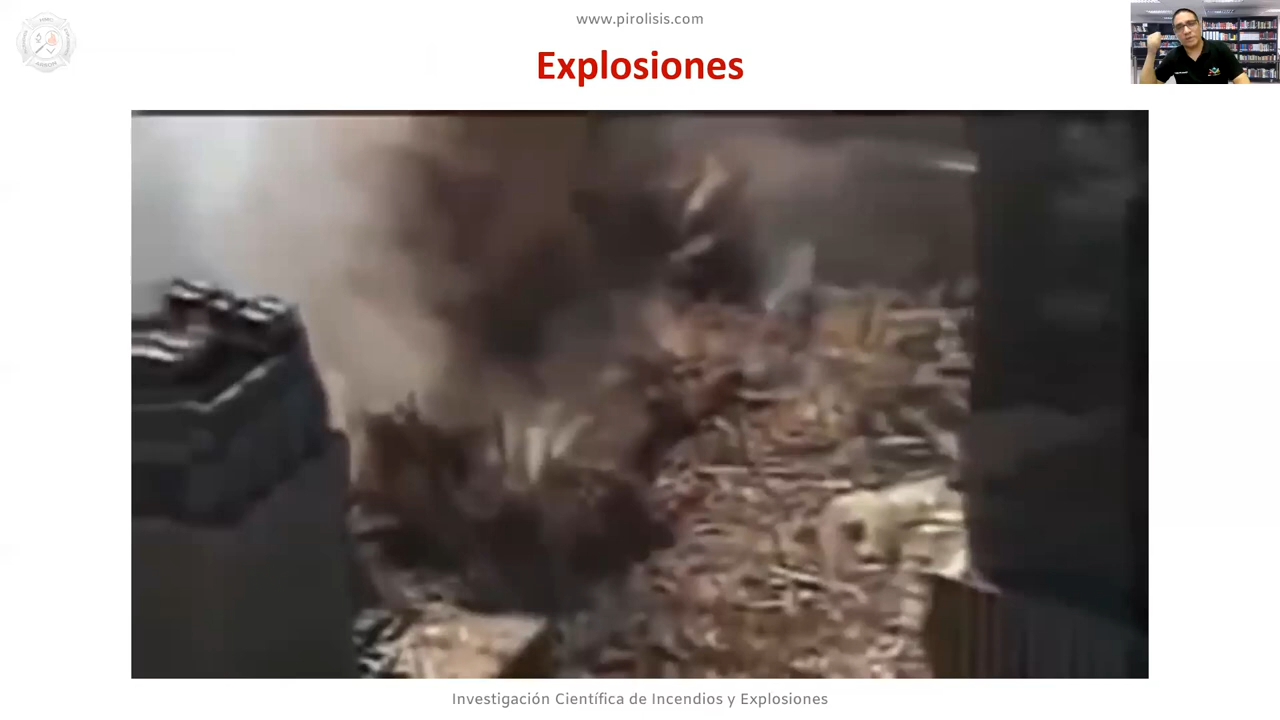 www.pirolisis.com
Explosiones
Investigación Científica de Incendios y Explosiones